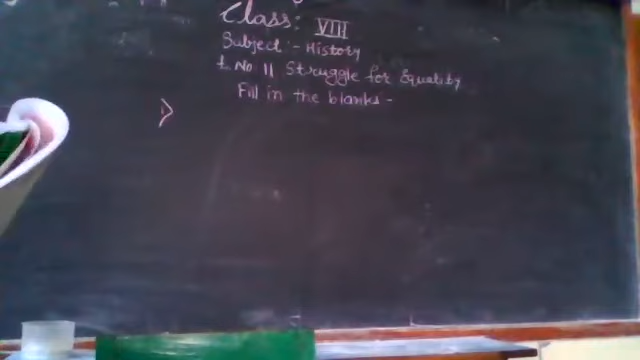 Class: VIII
Subject :- History
L No 11 Struggle for Equality
Fill in the blanks -